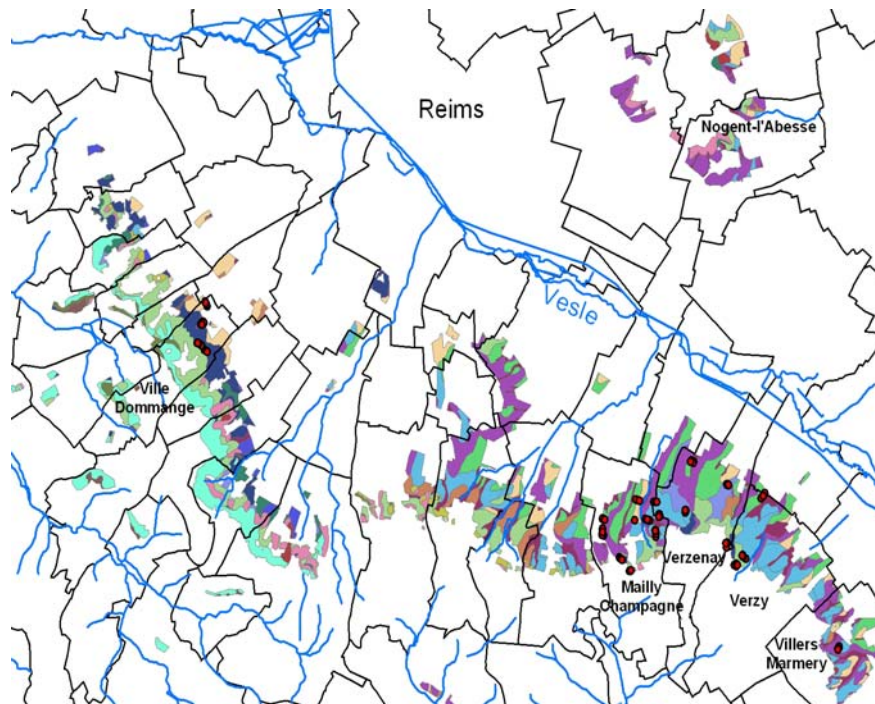 Reims
Nogent-l'Abesse
Vesle
Ville
Dommange
Verzenay
Mailly
Champagne
Verzy
Villers
Marmery